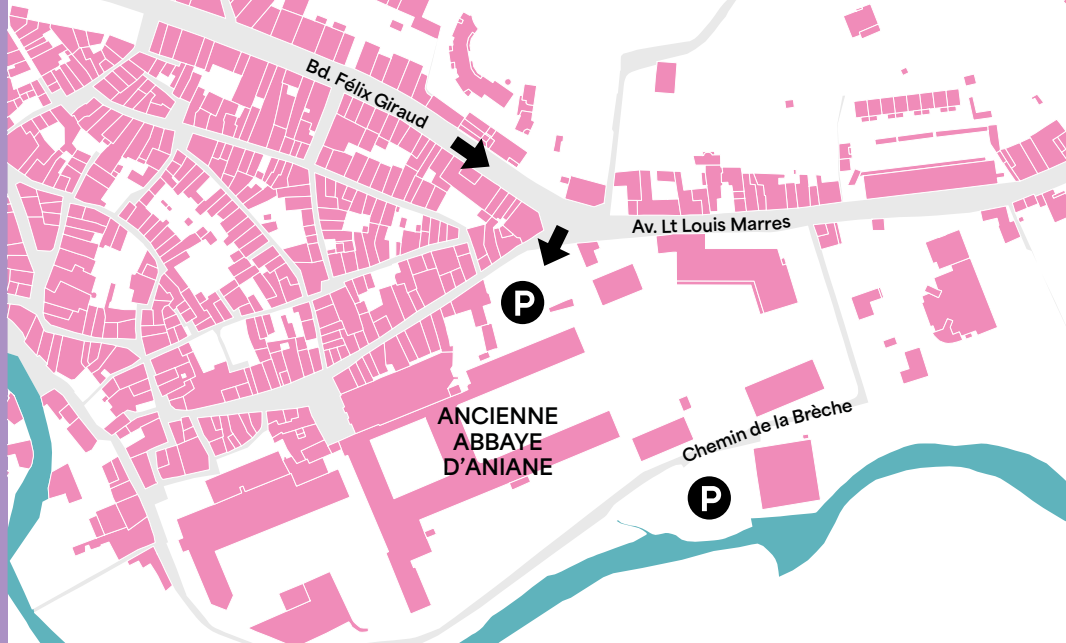 Bd. Félix Giraud
Av. Lt Louis Marres
P
ANCIENNE
ABBAYE
D'ANIANE
Chemin de la Brèche
P